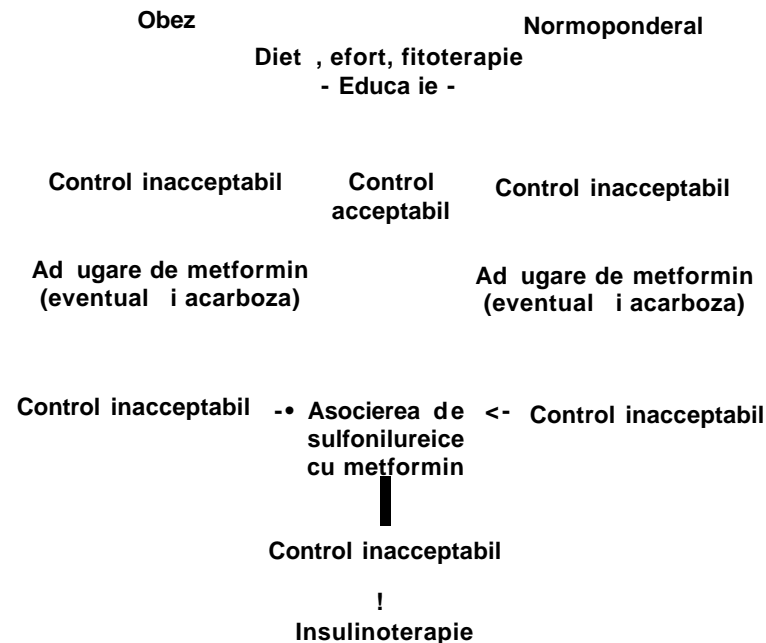 Obez
Normoponderal
Diet , efort, fitoterapie
- Educa ie -
Control inacceptabil
Control
acceptabil
Control inacceptabil
Ad ugare de metformin
(eventual i acarboza)
Ad ugare de metformin
(eventual i acarboza)
Control inacceptabil
-• Asocierea de <-
sulfonilureice
cu metformin
Control inacceptabil
Control inacceptabil
!
Insulinoterapie